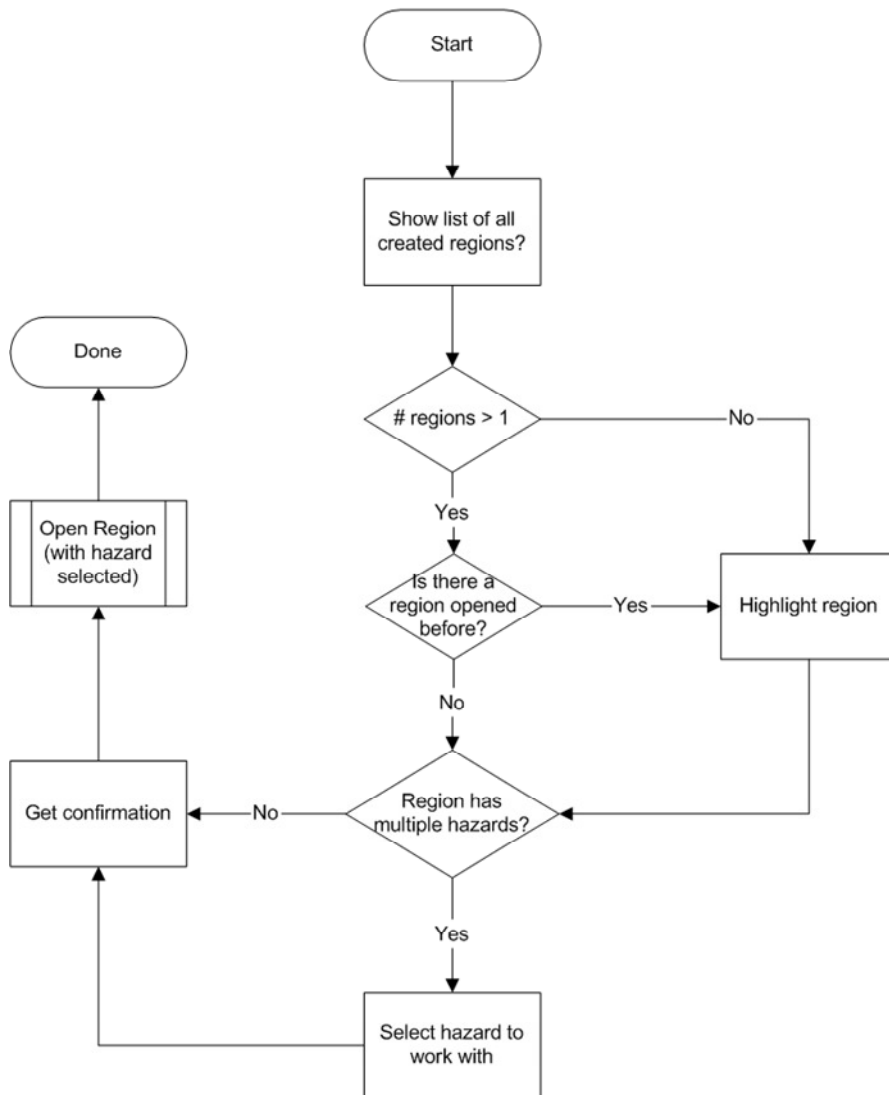 Start
Show list of all
created regions?
Done
# regions > 1
No
Yes
Open Region
(with hazard
selected)
Is there a
region opened
before?
Yes
Highlight region
No
Get confirmation
No
Region has
multiple hazards?
Yes
Select hazard to
work with